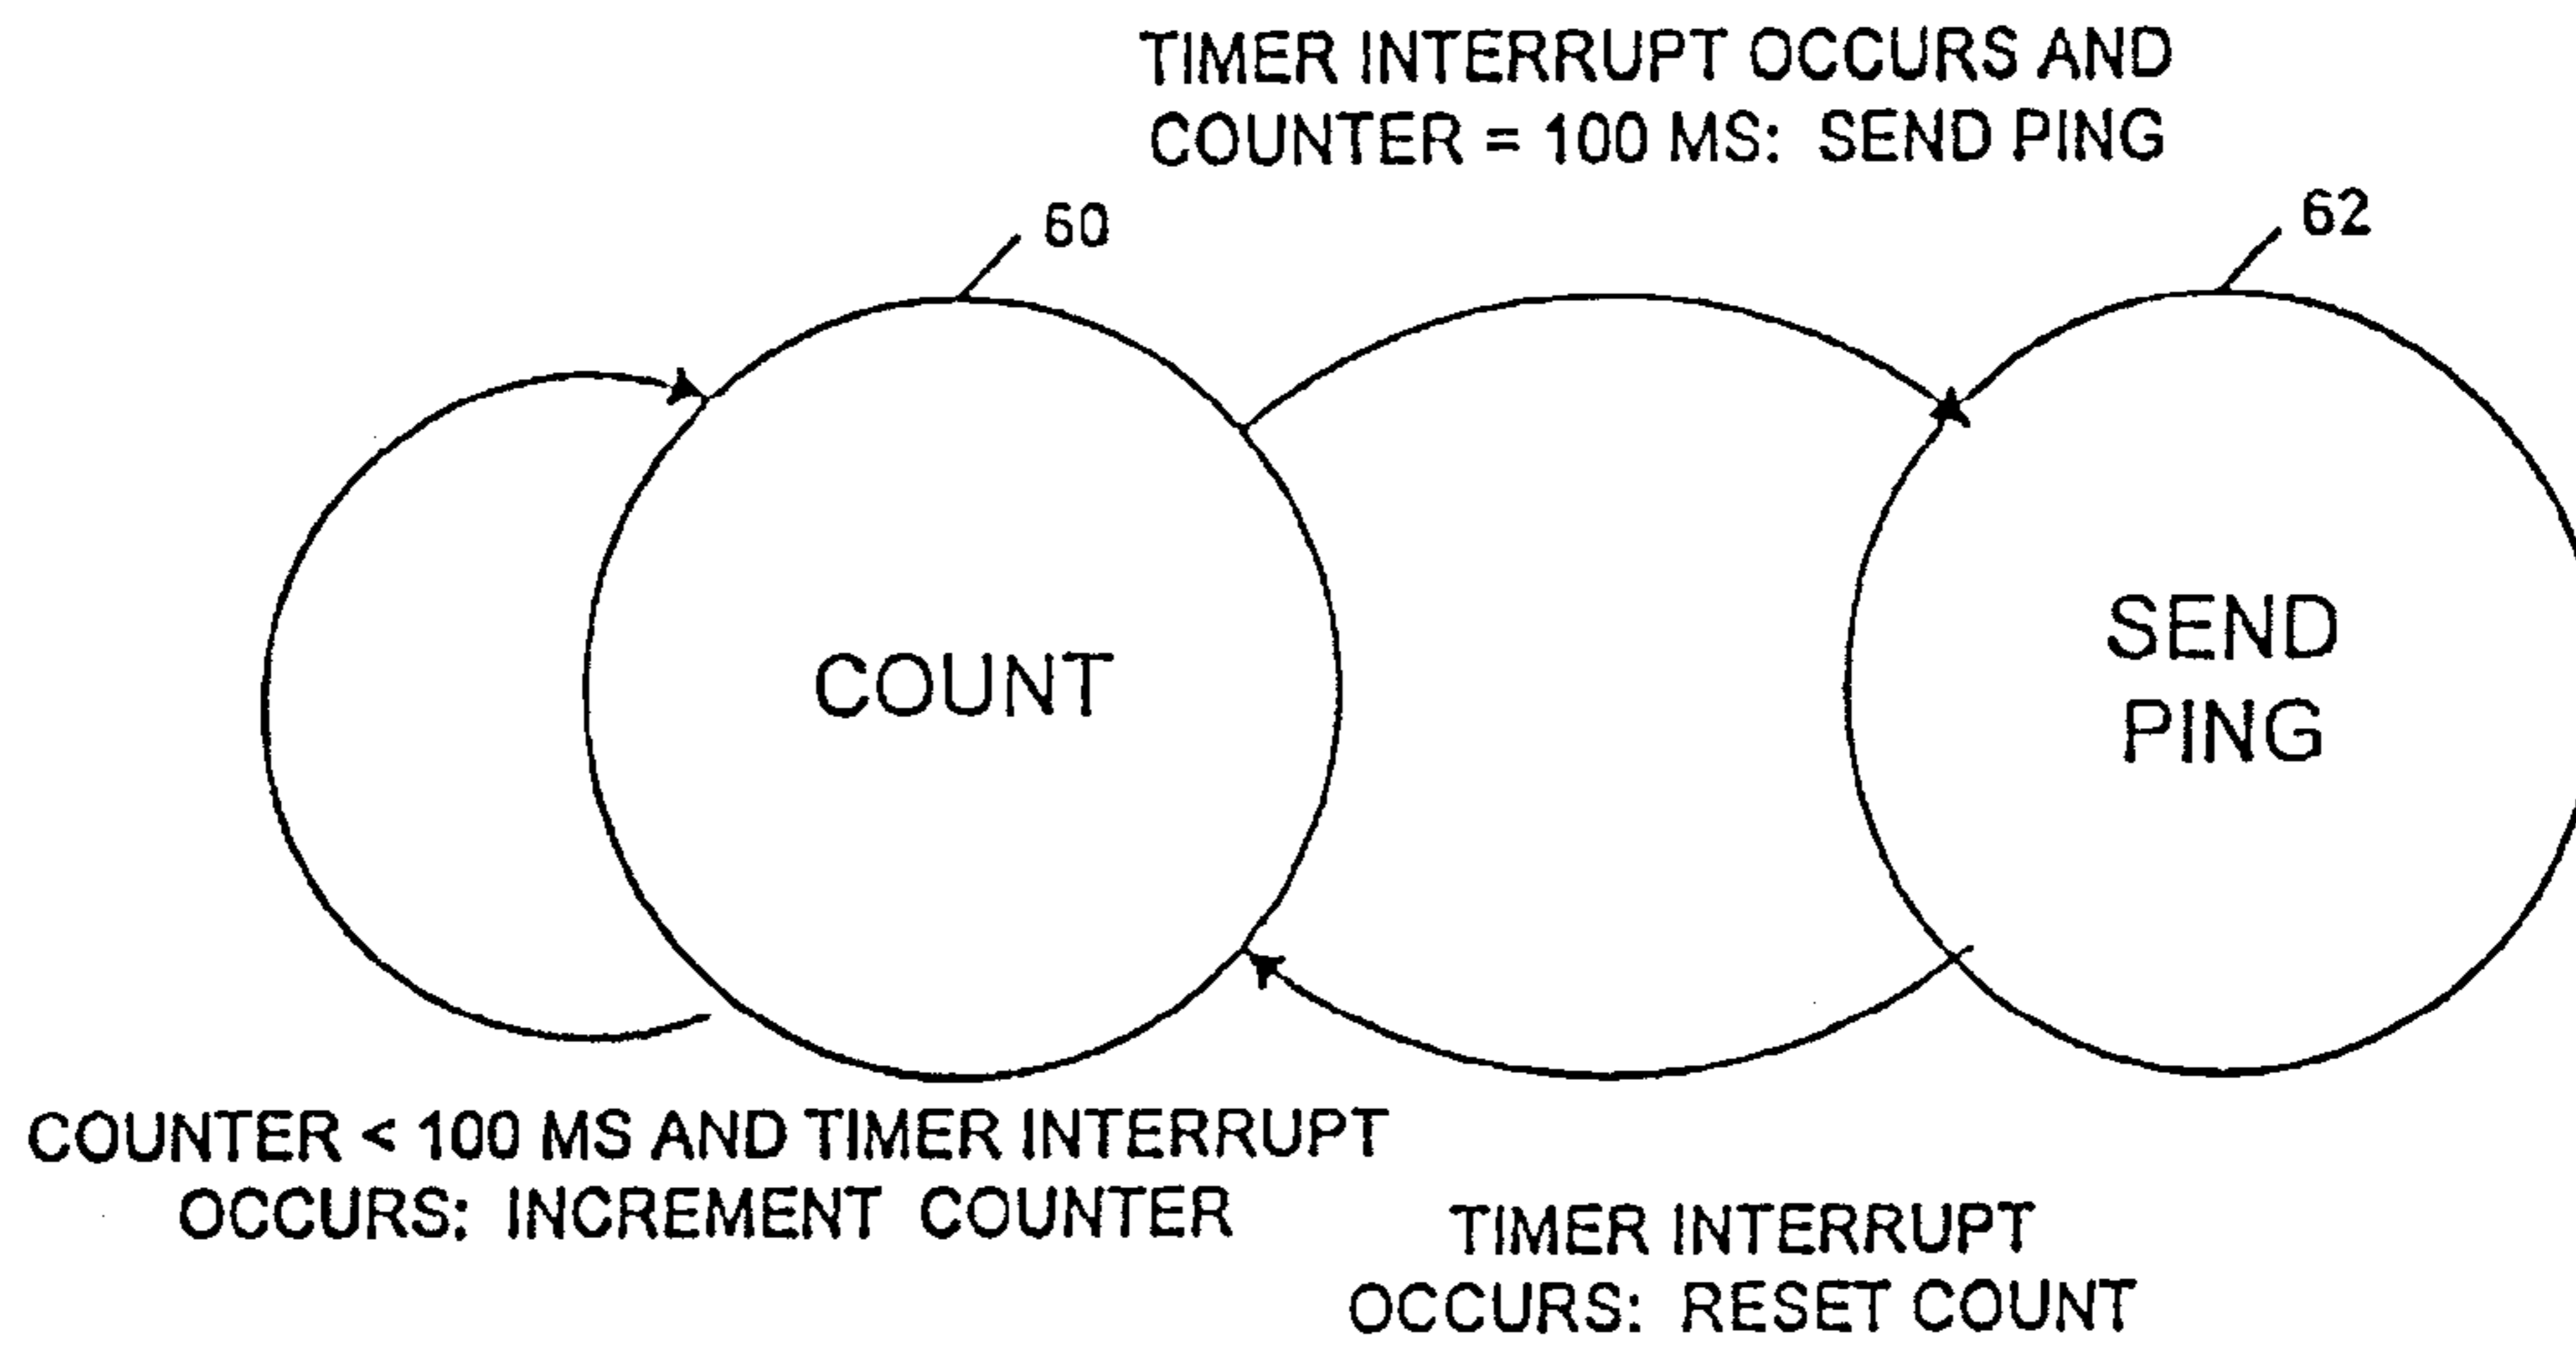 TIMER INTERRUPT OCCURS AND
COUNTER = 100 MS: SEND PING
60
62
COUNT
SEND
PING
COUNTER < 100 MS AND TIMER INTERRUPT
OCCURS: INCREMENT COUNTER
TIMER INTERRUPT
OCCURS: RESET COUNT